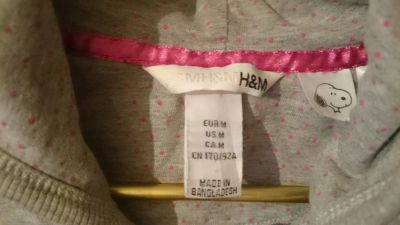 H&M H&M
EUR M
US M
CA M
CN 170/92A
MADE IN
BANGLADESH